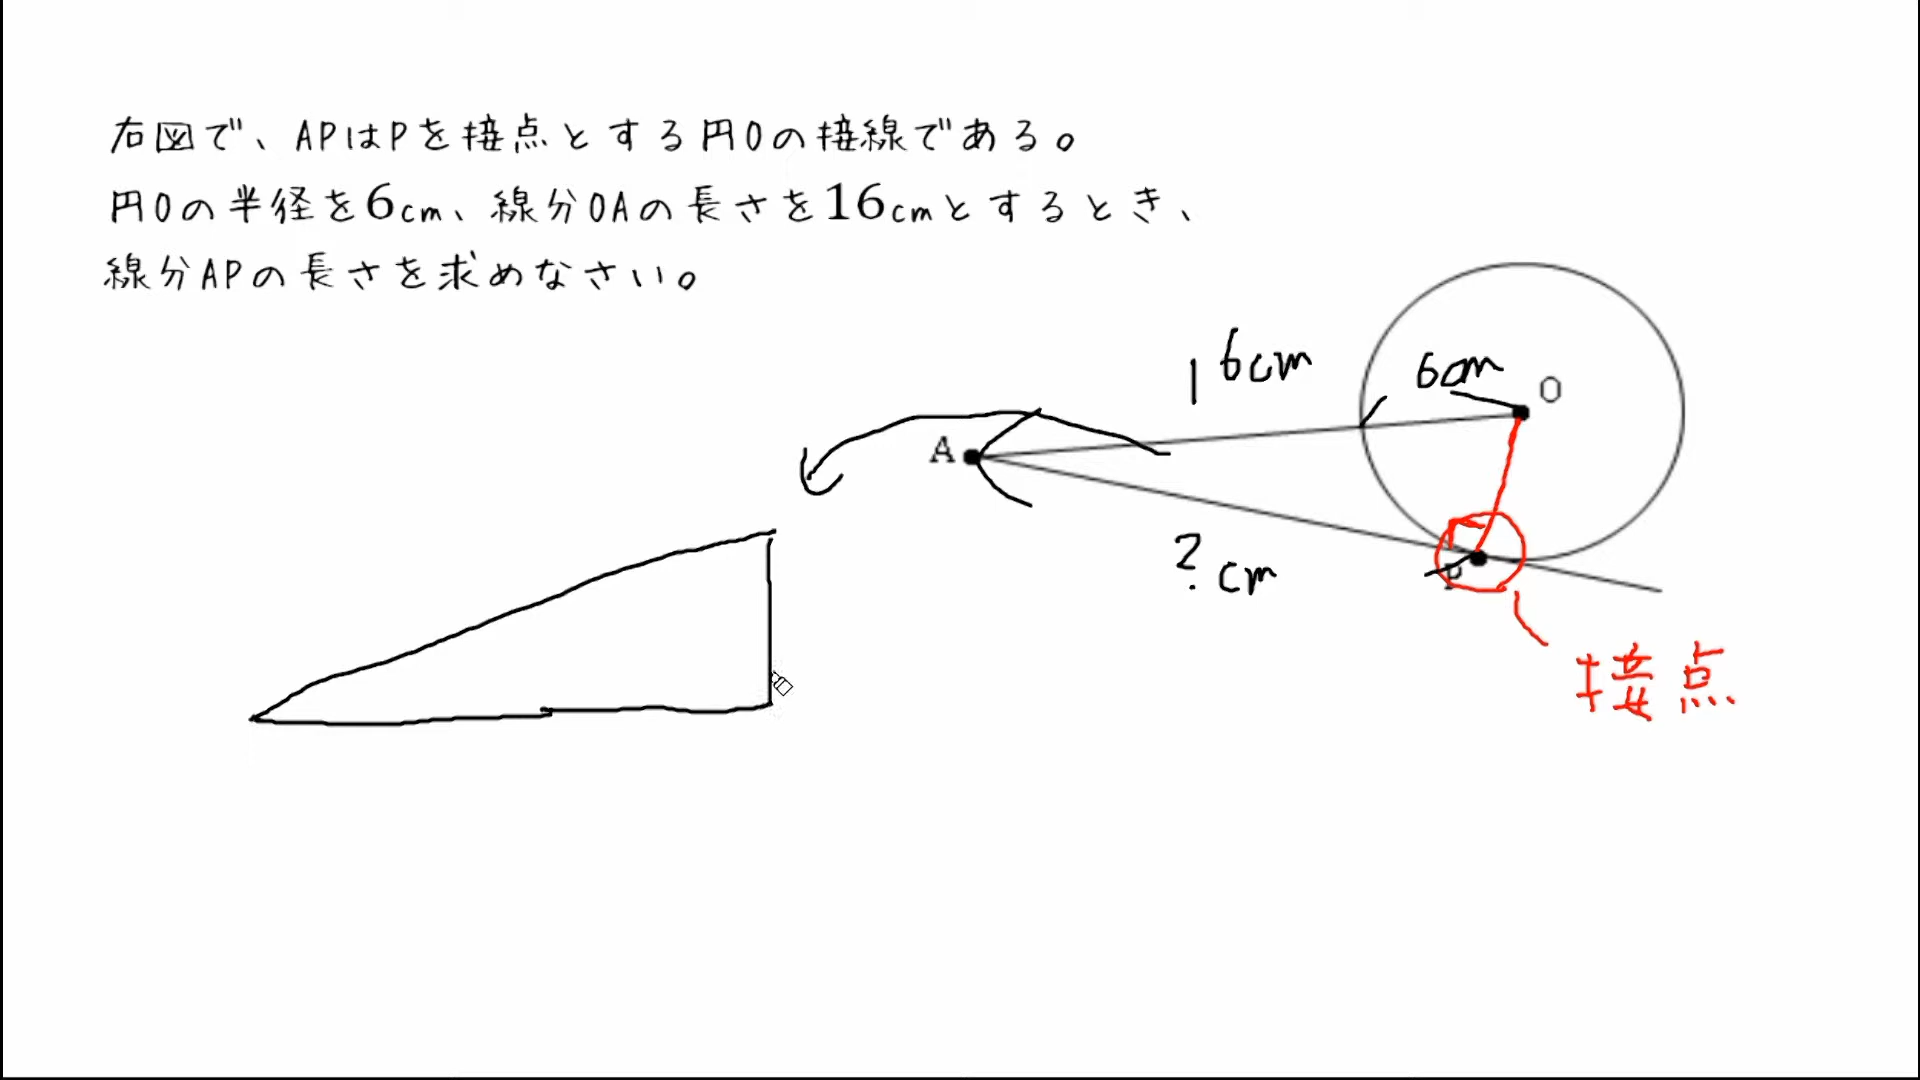 右図で、APはPを接点とする円Oの接線である。
円Oの半径を6cm、線分OAの長さを16cmとするとき、
線分APの長さを求めなさい。
16cm
6cm
O
A
?cm
P
接点